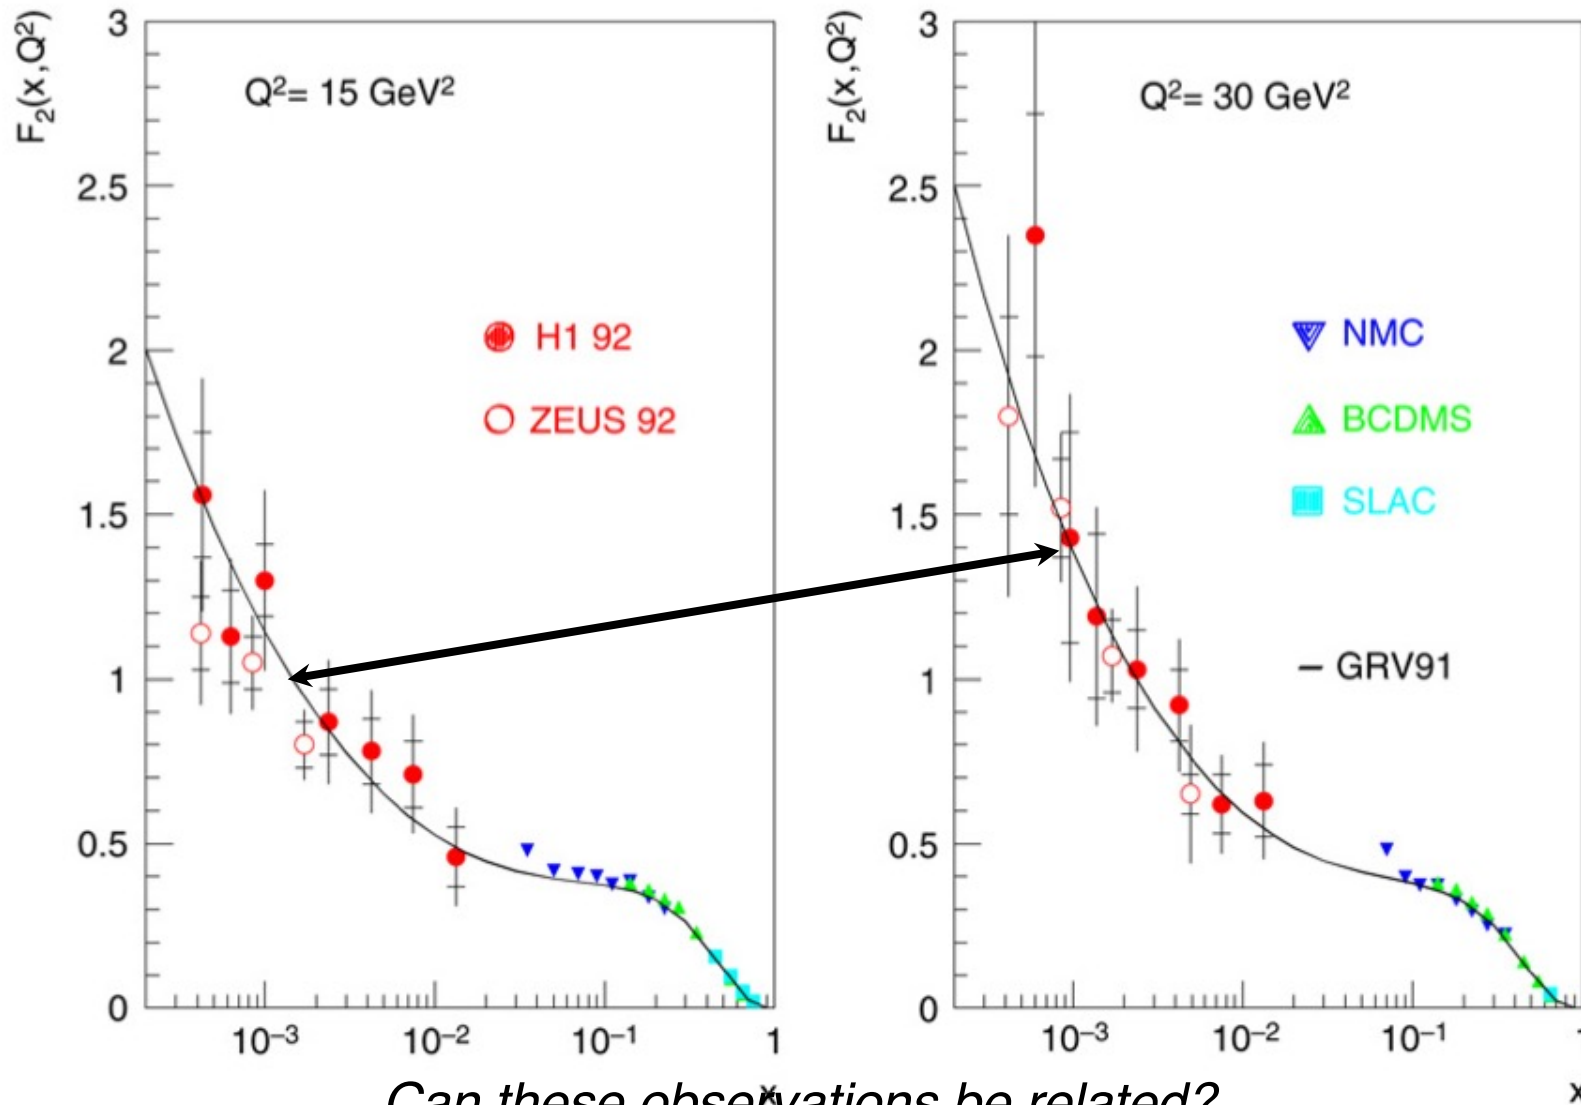 F₂(x,Q²)
3
2.5
2
1.5
1
0.5
0
Q²= 15 GeV²
H1 92
ZEUS 92
10⁻³
10⁻²
10⁻¹
1
x
F₂(x,Q²)
3
2.5
2
1.5
1
0.5
0
Q²= 30 GeV²
NMC
BCDMS
SLAC
– GRV91
10⁻³
10⁻²
10⁻¹
1
x
Can these observations be related?